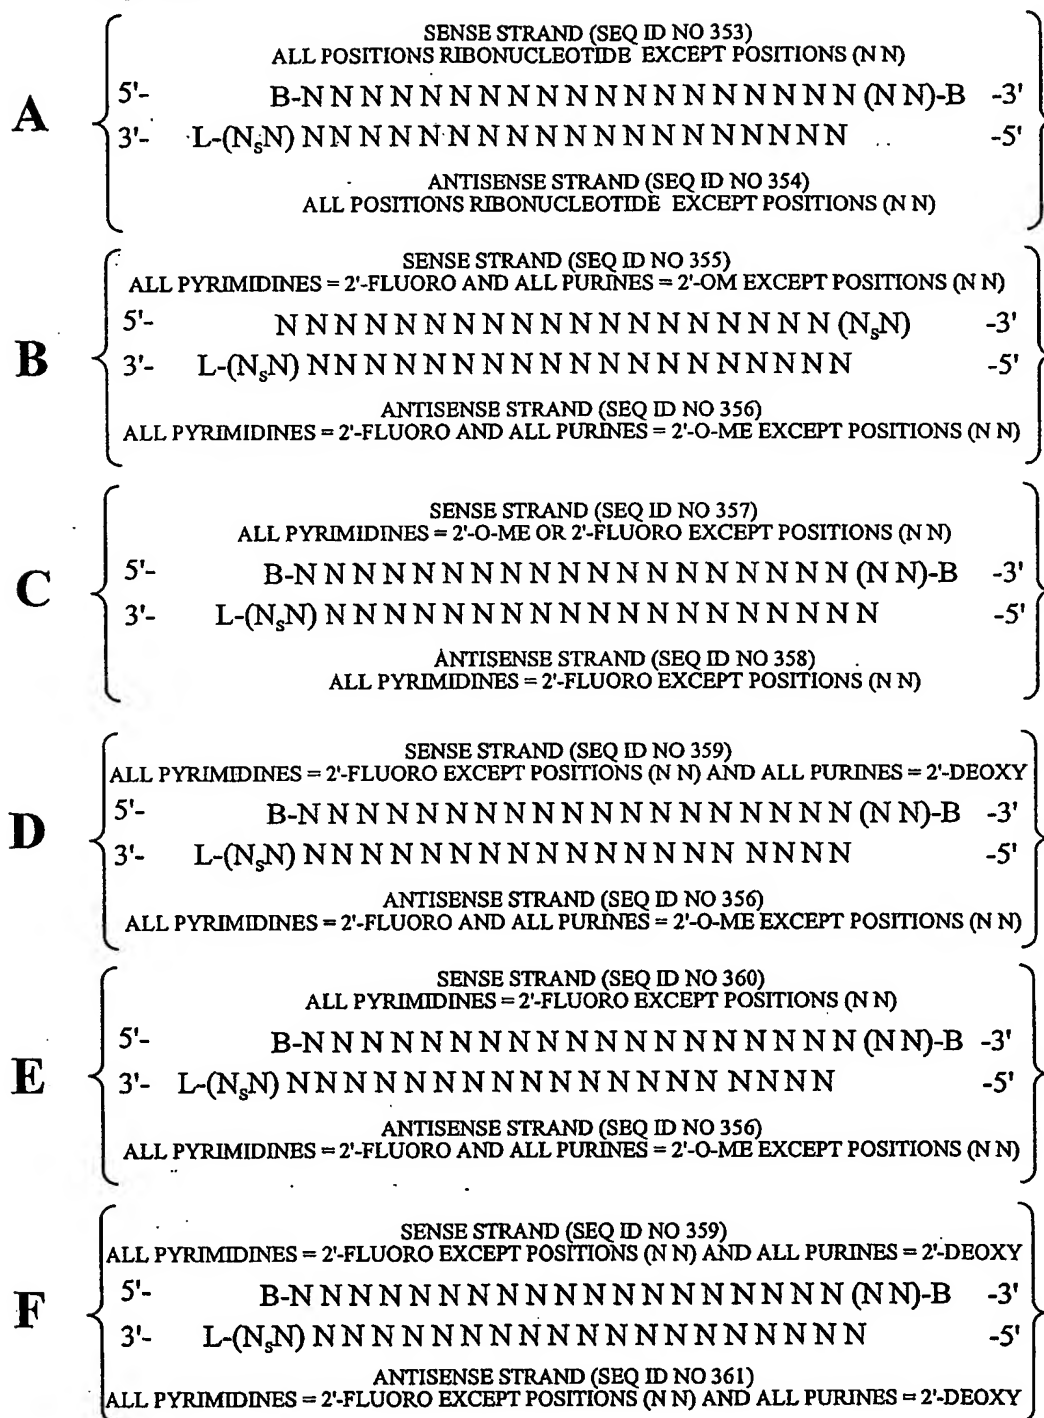 SENSE STRAND (SEQ ID NO 353)
ALL POSITIONS RIBONUCLEOTIDE EXCEPT POSITIONS (N N)
A
5'- B-N N N N N N N N N N N N N N N N N N N (N N)-B -3'
3'- L-(NsN) N N N N N N N N N N N N N N N N N N N -5'
ANTISENSE STRAND (SEQ ID NO 354)
ALL POSITIONS RIBONUCLEOTIDE EXCEPT POSITIONS (N N)
SENSE STRAND (SEQ ID NO 355)
ALL PYRIMIDINES = 2'-FLUORO AND ALL PURINES = 2'-OM EXCEPT POSITIONS (N N)
B
5'- N N N N N N N N N N N N N N N N N N N (NsN) -3'
3'- L-(NsN) N N N N N N N N N N N N N N N N N N N -5'
ANTISENSE STRAND (SEQ ID NO 356)
ALL PYRIMIDINES = 2'-FLUORO AND ALL PURINES = 2'-O-ME EXCEPT POSITIONS (N N)
SENSE STRAND (SEQ ID NO 357)
ALL PYRIMIDINES = 2'-O-ME OR 2'-FLUORO EXCEPT POSITIONS (N N)
C
5'- B-N N N N N N N N N N N N N N N N N N N (N N)-B -3'
3'- L-(NsN) N N N N N N N N N N N N N N N N N N N -5'
ANTISENSE STRAND (SEQ ID NO 358)
ALL PYRIMIDINES = 2'-FLUORO EXCEPT POSITIONS (N N)
SENSE STRAND (SEQ ID NO 359)
ALL PYRIMIDINES = 2'-FLUORO EXCEPT POSITIONS (N N) AND ALL PURINES = 2'-DEOXY
D
5'- B-N N N N N N N N N N N N N N N N N N N (N N)-B -3'
3'- L-(NsN) N N N N N N N N N N N N N N N N N N N -5'
ANTISENSE STRAND (SEQ ID NO 356)
ALL PYRIMIDINES = 2'-FLUORO AND ALL PURINES = 2'-O-ME EXCEPT POSITIONS (N N)
SENSE STRAND (SEQ ID NO 360)
ALL PYRIMIDINES = 2'-FLUORO EXCEPT POSITIONS (N N)
E
5'- B-N N N N N N N N N N N N N N N N N N N (N N)-B -3'
3'- L-(NsN) N N N N N N N N N N N N N N N N N N N -5'
ANTISENSE STRAND (SEQ ID NO 356)
ALL PYRIMIDINES = 2'-FLUORO AND ALL PURINES = 2'-O-ME EXCEPT POSITIONS (N N)
SENSE STRAND (SEQ ID NO 359)
ALL PYRIMIDINES = 2'-FLUORO EXCEPT POSITIONS (N N) AND ALL PURINES = 2'-DEOXY
F
5'- B-N N N N N N N N N N N N N N N N N N N (N N)-B -3'
3'- L-(NsN) N N N N N N N N N N N N N N N N N N N -5'
ANTISENSE STRAND (SEQ ID NO 361)
ALL PYRIMIDINES = 2'-FLUORO EXCEPT POSITIONS (N N) AND ALL PURINES = 2'-DEOXY